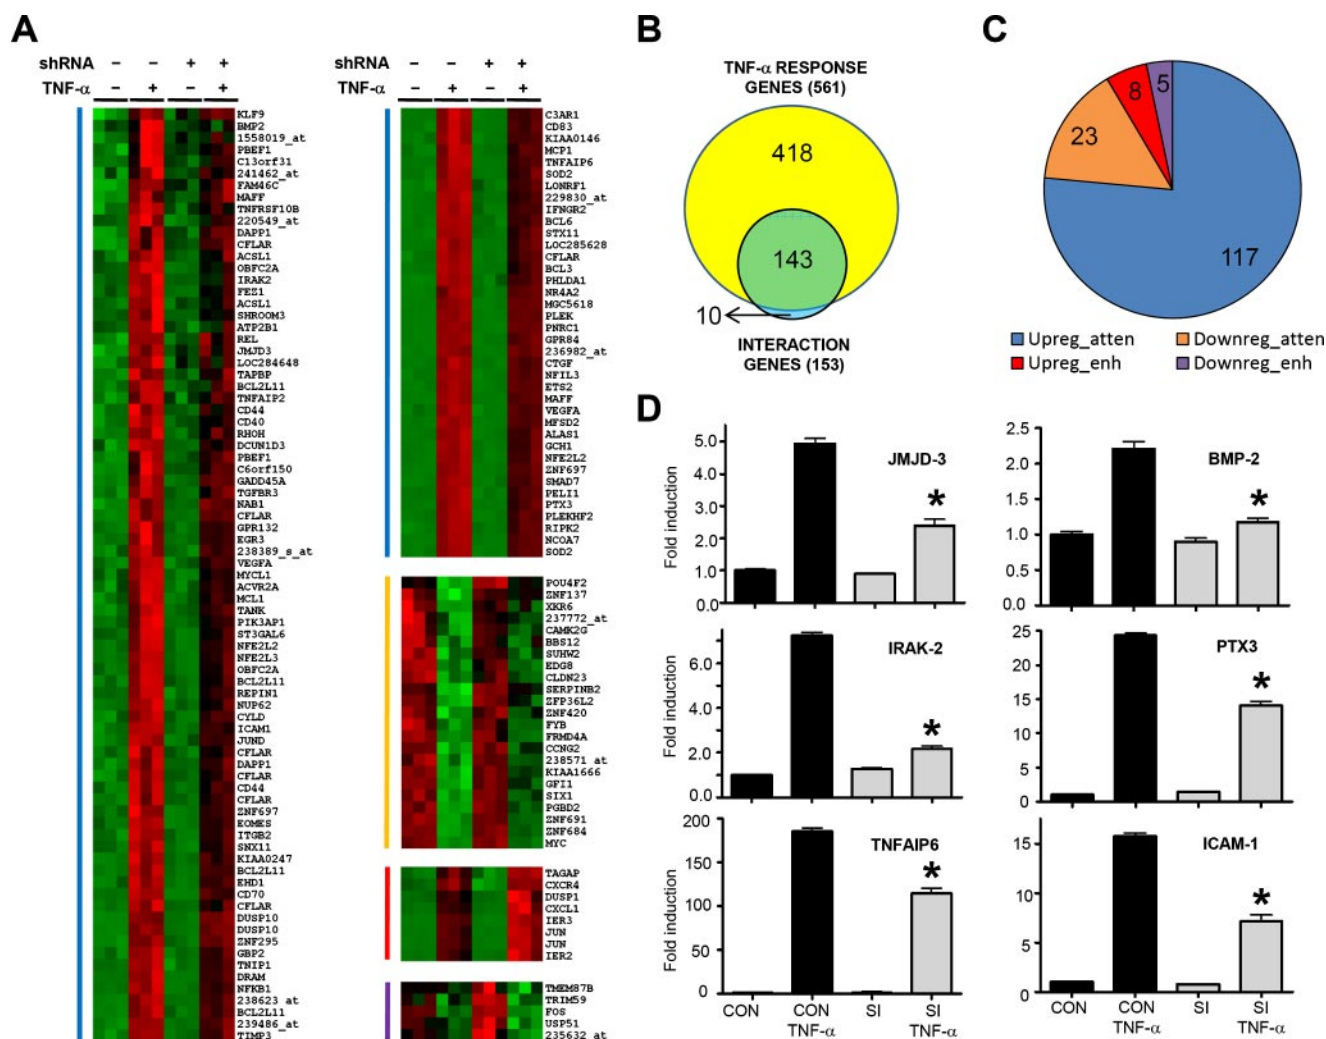 A
shRNA – – + +
TNF-α – + – +
KLF9
BMP2
1558019_at
PBEF1
C13orf31
241462_at
FAM46C
MAFF
TNFRSF10B
220549_at
DAPP1
CFLAR
ACSL1
OBFC2A
IRAK2
FEZ1
ACSL1
SHROOM3
ATP2B1
REL
JMJD3
LOC284648
TAPBP
BCL2L11
TNFAIP2
CD44
CD40
RHOH
DCUN1D3
PBEF1
C6orf150
GADD45A
TGFBR3
NAB1
CFLAR
GPR132
EGR3
238389_s_at
VEGFA
MYCL1
ACVR2A
MCL1
TANK
PIK3AP1
ST3GAL6
NFE2L2
NFE2L3
OBFC2A
BCL2L11
REPIN1
NUP62
CYLD
ICAM1
JUND
CFLAR
DAPP1
CFLAR
CD44
CFLAR
ZNF697
EOMES
ITGB2
SNX11
KIAA0247
BCL2L11
EHD1
CD70
CFLAR
DUSP10
DUSP10
ZNF295
GBP2
TNIP1
DRAM
NFKB1
238623_at
BCL2L11
239486_at
TIMP3
shRNA – – + +
TNF-α – + – +
C3AR1
CD83
KIAA0146
MCP1
TNFAIP6
SOD2
LONRF1
229830_at
IFNGR2
BCL6
STX11
LOC285628
CFLAR
BCL3
PHLDA1
NR4A2
MGC5618
PLEK
PNRC1
GPR84
236982_at
CTGF
NFIL3
ETS2
MAFF
VEGFA
MFSD2
ALAS1
GCH1
NFE2L2
ZNF697
SMAD7
PELI1
PTX3
PLEKHF2
RIPK2
NCOA7
SOD2
POU4F2
ZNF137
XKR6
237772_at
CAMK2G
BBS12
SUHW2
EDG8
CLDN23
SERPINB2
ZFP36L2
ZNF420
FYB
FRMD4A
CCNG2
238571_at
KIAA1666
GFI1
SIX1
PGBD2
ZNF691
ZNF684
MYC
TAGAP
CXCR4
DUSP1
CXCL1
IER3
JUN
JUN
IER2
TMEM87B
TRIM59
FOS
USP51
235632_at
B
TNF-α RESPONSE
GENES (561)
418
143
10
INTERACTION
GENES (153)
C
5
8
23
117
Upreg_atten Downreg_atten
Upreg_enh Downreg_enh
D
JMJD-3
Fold induction
5.0
4.0
3.0
2.0
1.0
0.0
*
BMP-2
2.5
2.0
1.5
1.0
0.5
0.0
*
IRAK-2
Fold induction
6.0
4.0
2.0
0.0
*
PTX3
25
20
15
10
5
0
*
TNFAIP6
Fold induction
200
150
100
50
0
*
CON CON SI SI
TNF-α TNF-α
ICAM-1
15
10
5
0
*
CON CON SI SI
TNF-α TNF-α